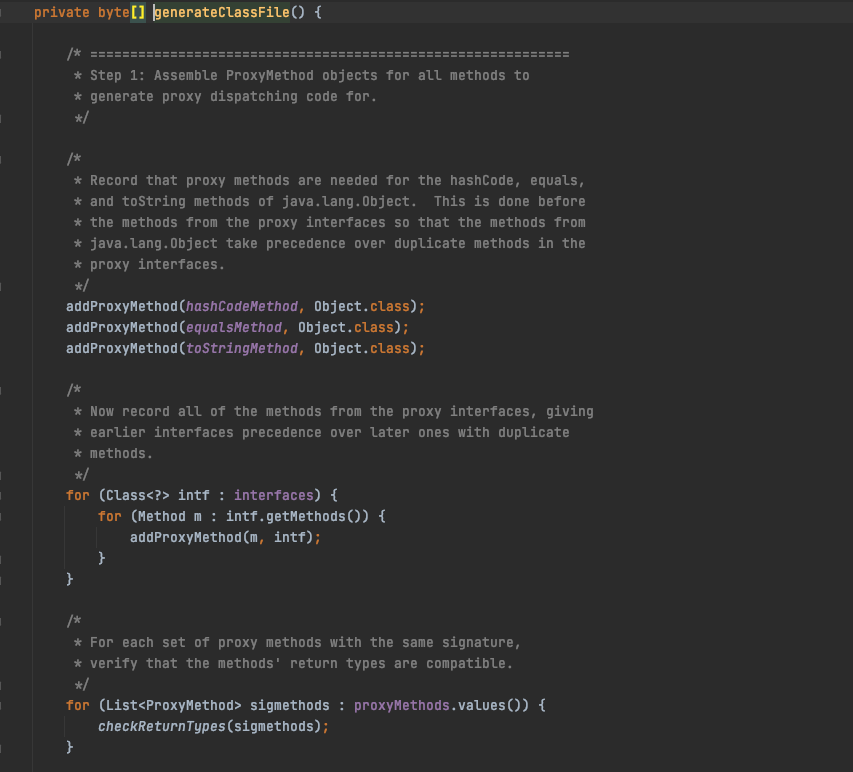 private byte[] generateClassFile() {
/* ============================================================
* Step 1: Assemble ProxyMethod objects for all methods to
* generate proxy dispatching code for.
*/
/*
* Record that proxy methods are needed for the hashCode, equals,
* and toString methods of java.lang.Object.  This is done before
* the methods from the proxy interfaces so that the methods from
* java.lang.Object take precedence over duplicate methods in the
* proxy interfaces.
*/
addProxyMethod(hashCodeMethod, Object.class);
addProxyMethod(equalsMethod, Object.class);
addProxyMethod(toStringMethod, Object.class);
/*
* Now record all of the methods from the proxy interfaces, giving
* earlier interfaces precedence over later ones with duplicate
* methods.
*/
for (Class<?> intf : interfaces) {
for (Method m : intf.getMethods()) {
addProxyMethod(m, intf);
}
}
/*
* For each set of proxy methods with the same signature,
* verify that the methods' return types are compatible.
*/
for (List<ProxyMethod> sigmethods : proxyMethods.values()) {
checkReturnTypes(sigmethods);
}